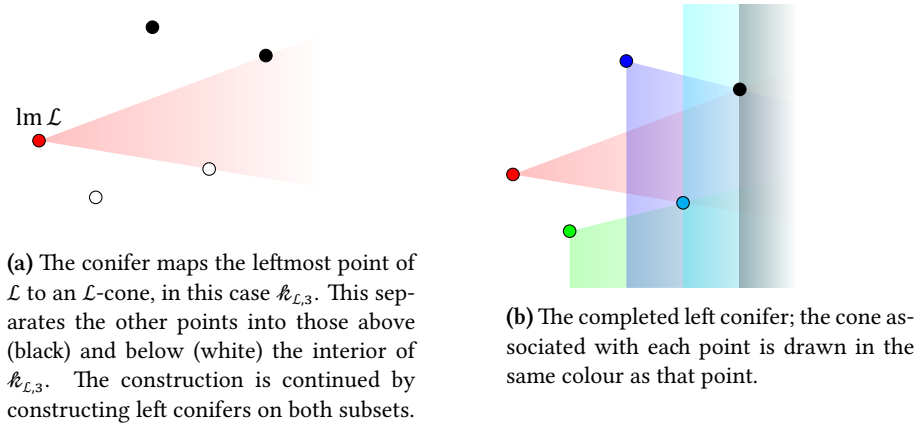 lm ℒ
(a) The conifer maps the leftmost point of
ℒ to an ℒ-cone, in this case 𝓀ℒ,3. This sep-
arates the other points into those above
(black) and below (white) the interior of
𝓀ℒ,3. The construction is continued by
constructing left conifers on both subsets.
(b) The completed left conifer; the cone as-
sociated with each point is drawn in the
same colour as that point.